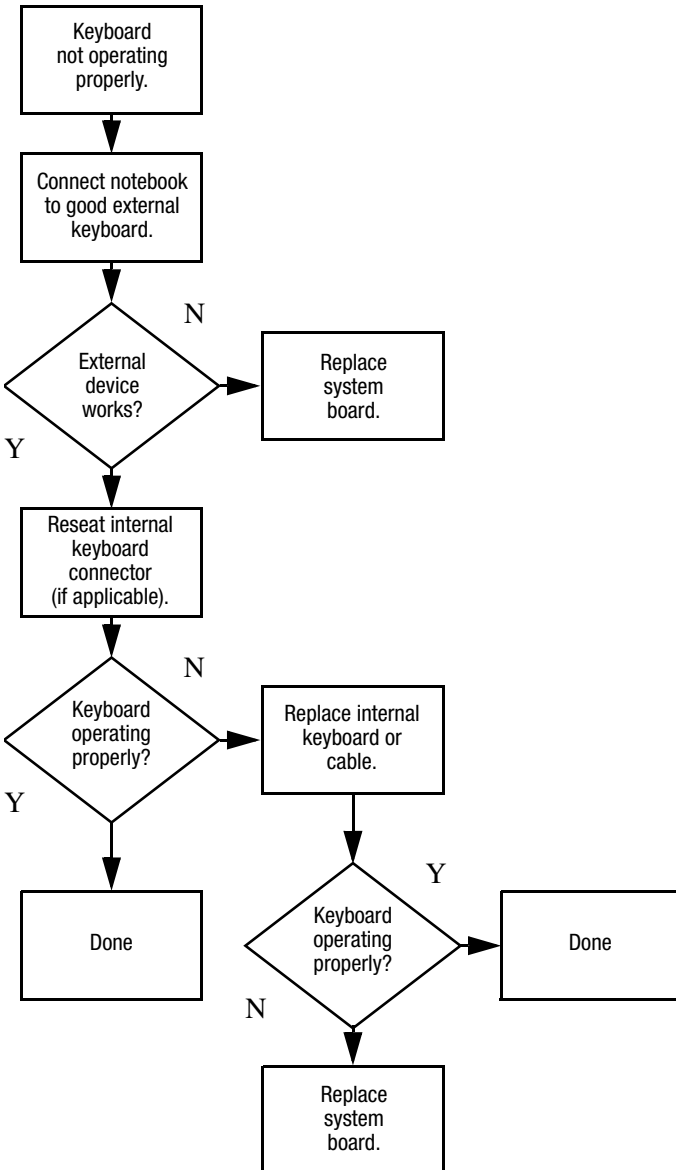 Keyboard
not operating
properly.
Connect notebook
to good external
keyboard.
N
External
device
works?
Replace
system
board.
Y
Reseat internal
keyboard
connector
(if applicable).
N
Keyboard
operating
properly?
Replace internal
keyboard or
cable.
Y
Y
Done
Keyboard
operating
properly?
Done
N
Replace
system
board.